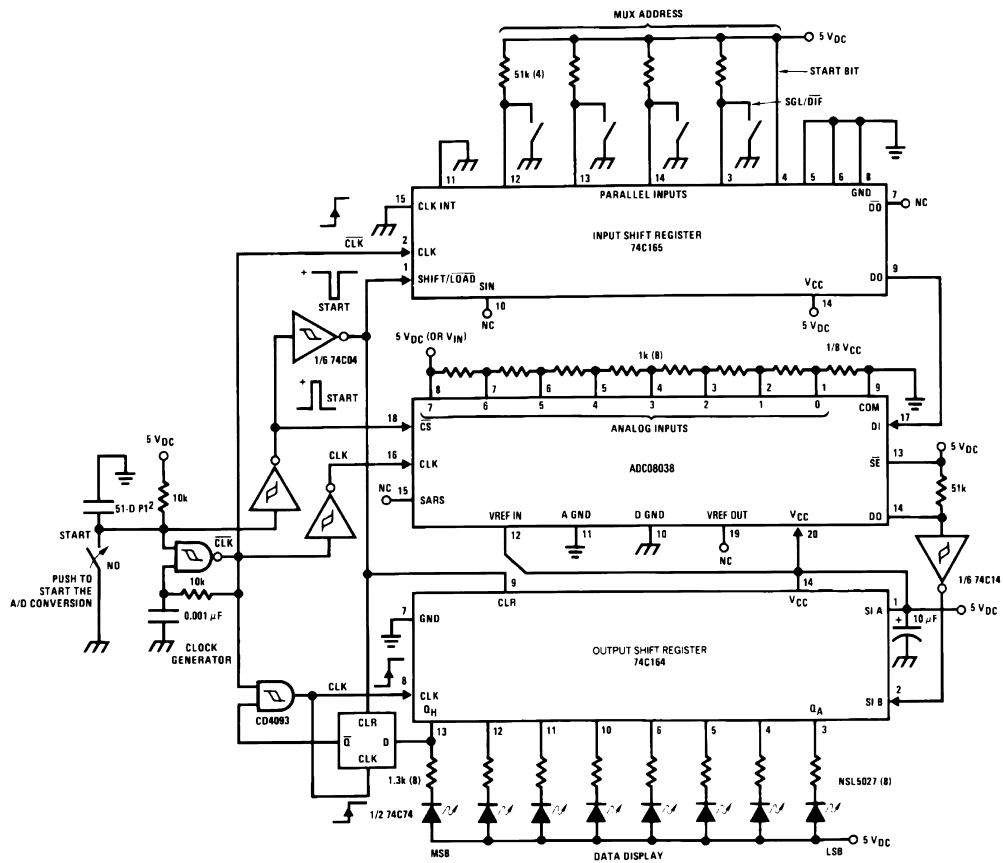 MUX ADDRESS
5 VDC
51k (4)
START BIT
SGL/DIF
11 12 13 14 3 4 5 6 8
PARALLEL INPUTS
GND
15 CLK INT
DO 7 NC
INPUT SHIFT REGISTER
74C165
CLK
2 CLK
DO 9
1 SHIFT/LOAD
+
START
SIN
VCC
10
14
NC
5 VDC
1/6 74C04
START
5 VDC (OR VIN)
1k (8)
1/8 VCC
8 7 6 5 4 3 2 1 9
7 6 5 4 3 2 1 0 COM
ANALOG INPUTS
18 CS
DI 17
CLK
16 CLK
ADC08038
SE 13
5 VDC
51k
NC 15 SARS
DO 14
VREF IN A GND D GND VREF OUT VCC
12 11 10 19 20
NC
1/6 74C14
5 VDC
10k
51-D P1²
START
NO
PUSH TO
START THE
A/D CONVERSION
CLK
10k
0.001 µF
CLOCK
GENERATOR
9
14
CLR
VCC
7 GND
SI A 1
5 VDC
+
10 µF
OUTPUT SHIFT REGISTER
74C164
CLK
8 CLK
SI B 2
QH
QA
CD4093
CLR
Q D
CLK
1/2 74C74
13 12 11 10 6 5 4 3
1.3k (8)
NSL5027 (8)
5 VDC
MSB
DATA DISPLAY
LSB